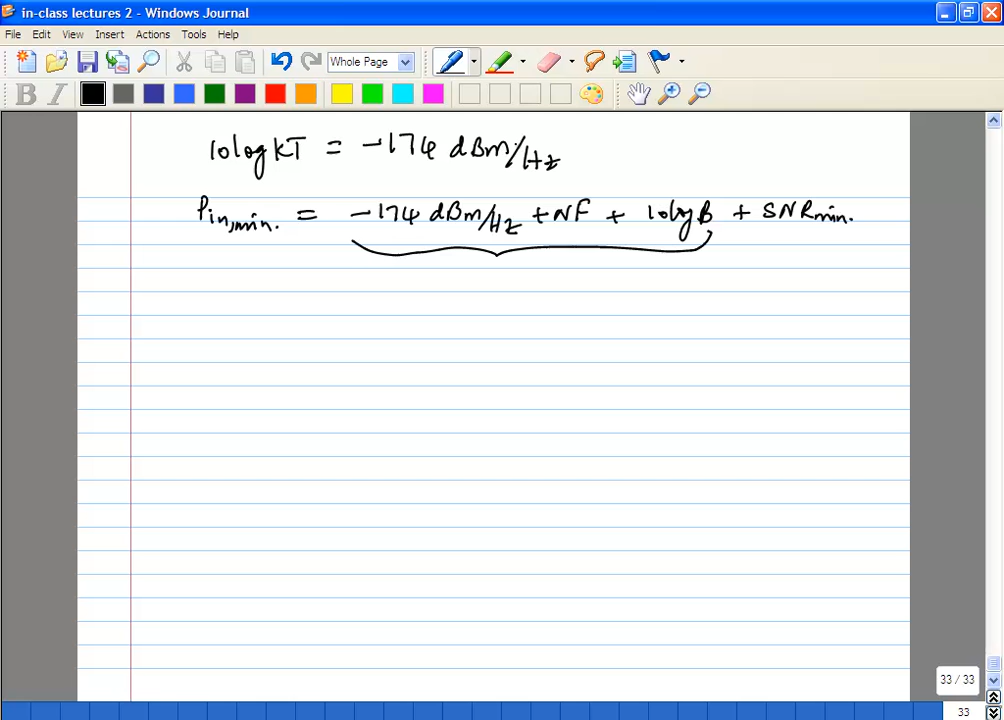 in-class lectures 2 - Windows Journal
File Edit View Insert Actions Tools Help
Whole Page
B I
10logkT = -174 dBm/Hz
Pin,min. = -174 dBm/Hz + NF + 10logB + SNRmin.
33 / 33
33